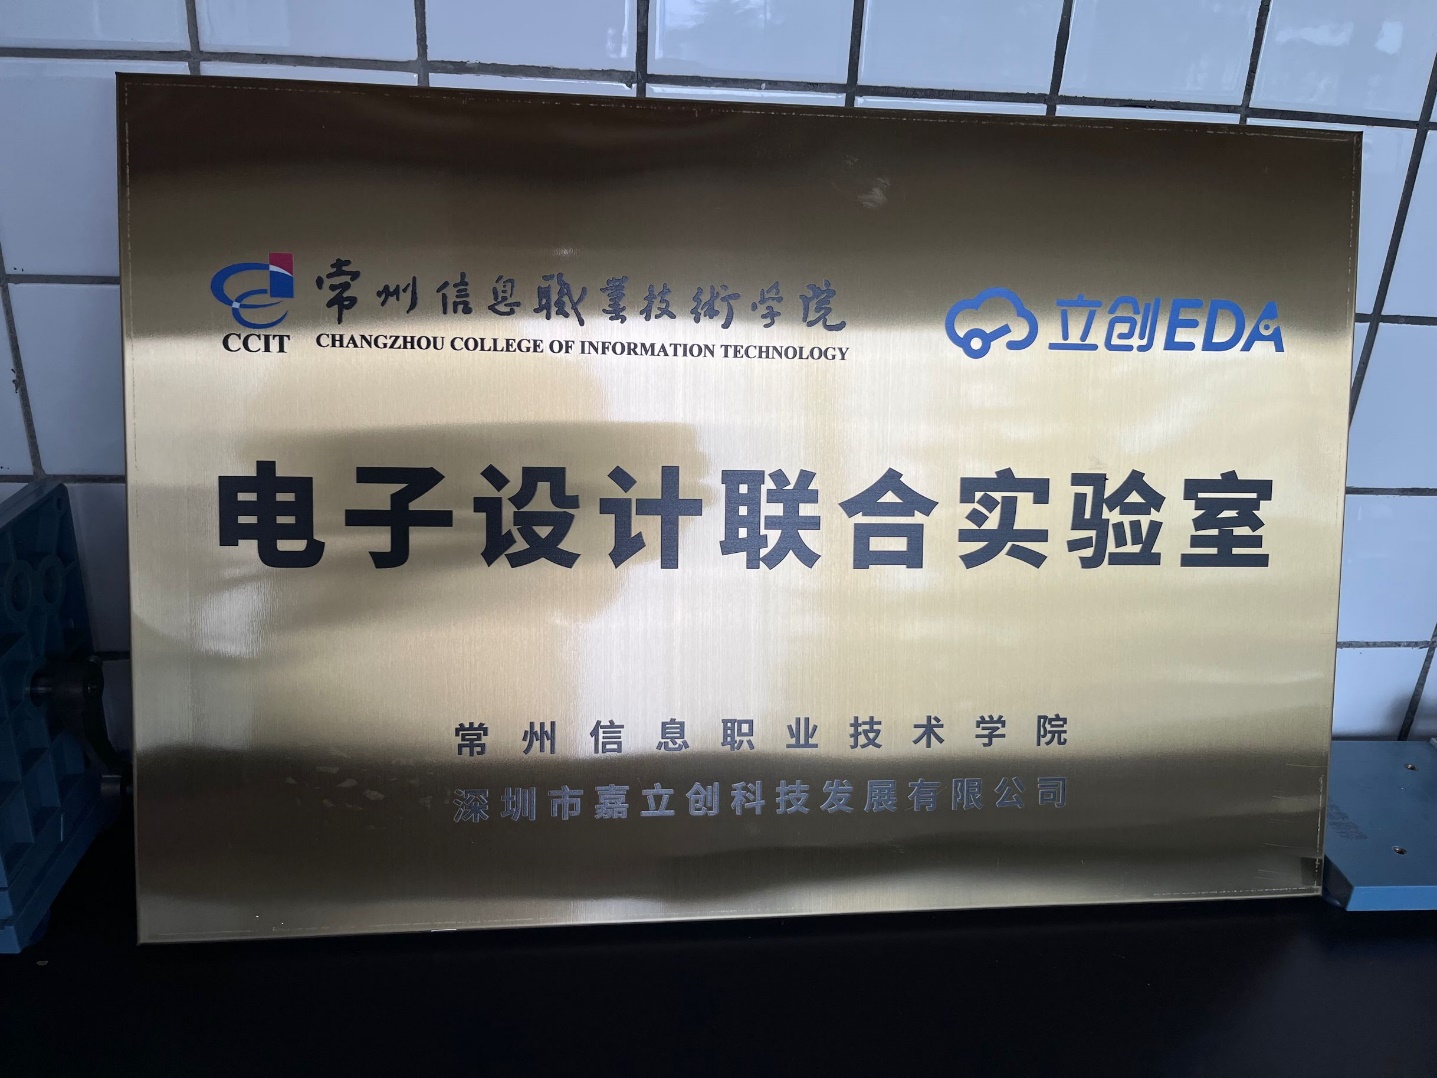 常州信息職業技術学院
CCIT
CHANGZHOU COLLEGE OF INFORMATION TECHNOLOGY
立创EDA
电子设计联合实验室
常州信息职业技术学院
深圳市嘉立创科技发展有限公司